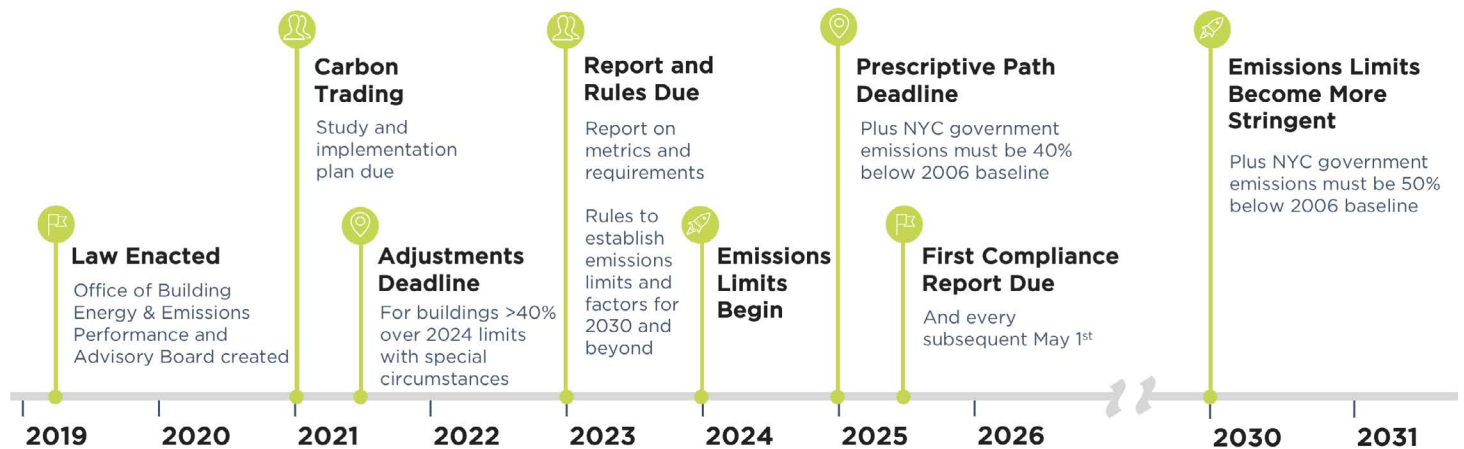 Carbon
Trading
Study and
implementation
plan due
Report and
Rules Due
Report on
metrics and
requirements
Rules to
establish
emissions
limits and
factors for
2030 and
beyond
Prescriptive Path
Deadline
Plus NYC government
emissions must be 40%
below 2006 baseline
Emissions Limits
Become More
Stringent
Plus NYC government
emissions must be 50%
below 2006 baseline
Law Enacted
Office of Building
Energy & Emissions
Performance and
Advisory Board created
Adjustments
Deadline
For buildings >40%
over 2024 limits
with special
circumstances
Emissions
Limits
Begin
First Compliance
Report Due
And every
subsequent May 1st
2019 2020 2021 2022 2023 2024 2025 2026 2030 2031